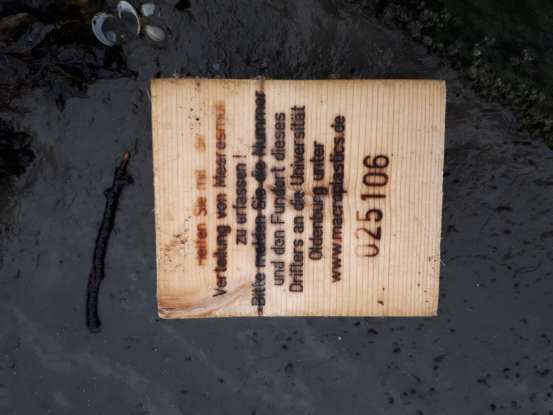 Helfen Sie mit die
Verteilung von Meeresmüll
zu erfassen!
Bitte melden Sie die Nummer
und den Fundort dieses
Drifters an die Universität
Oldenburg unter
www.macroplastics.de
025106